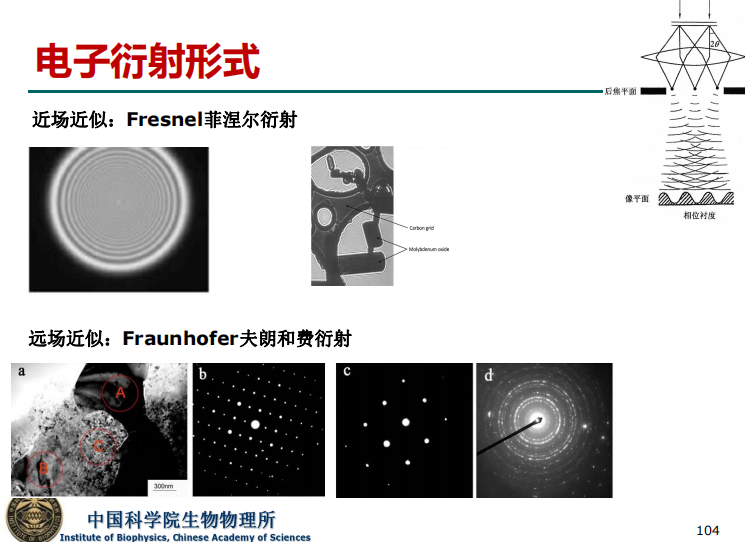 电子衍射形式
2θ
后焦平面
像平面
相位衬度
近场近似：Fresnel菲涅尔衍射
Carbon grid
Molybdenum oxide
远场近似：Fraunhofer夫朗和费衍射
a
A
C
B
300nm
b
c
d
中国科学院生物物理所
Institute of Biophysics, Chinese Academy of Sciences
104